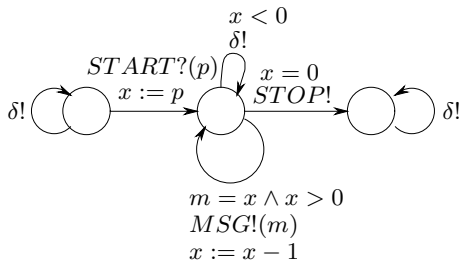 x < 0
δ!
START?(p)
x := p
x = 0
STOP!
δ!
δ!
m = x ∧ x > 0
MSG!(m)
x := x − 1